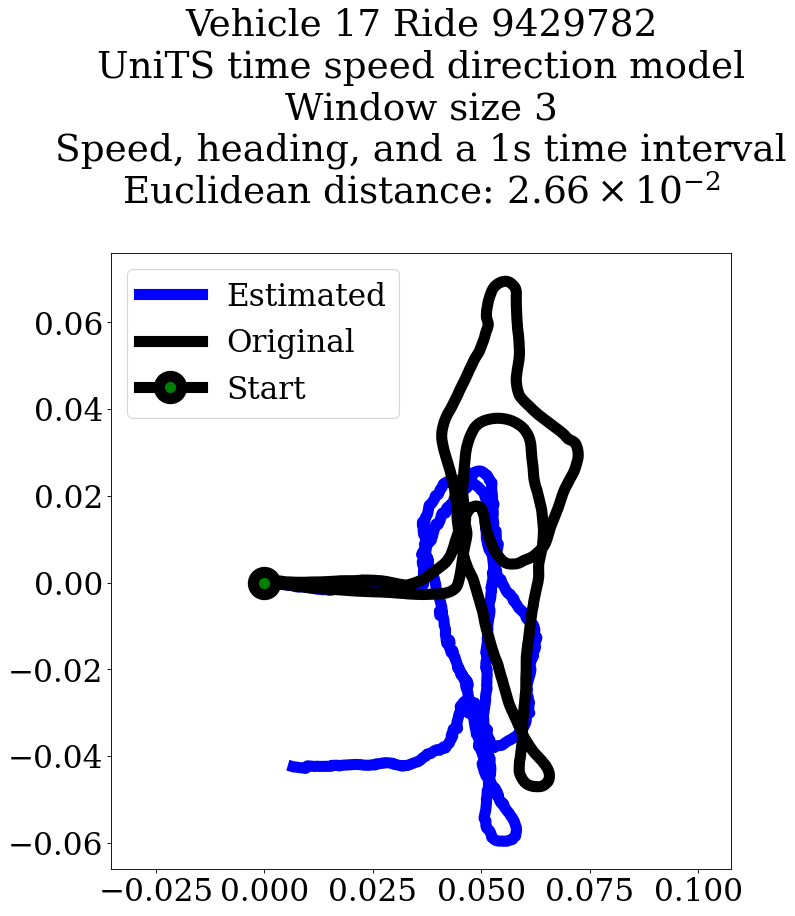 Vehicle 17 Ride 9429782
UniTS time speed direction model
Window size 3
Speed, heading, and a 1s time interval
Euclidean distance: 2.66 × 10⁻²
Estimated
Original
Start
0.06
0.04
0.02
0.00
−0.02
−0.04
−0.06
−0.025 0.000 0.025 0.050 0.075 0.100